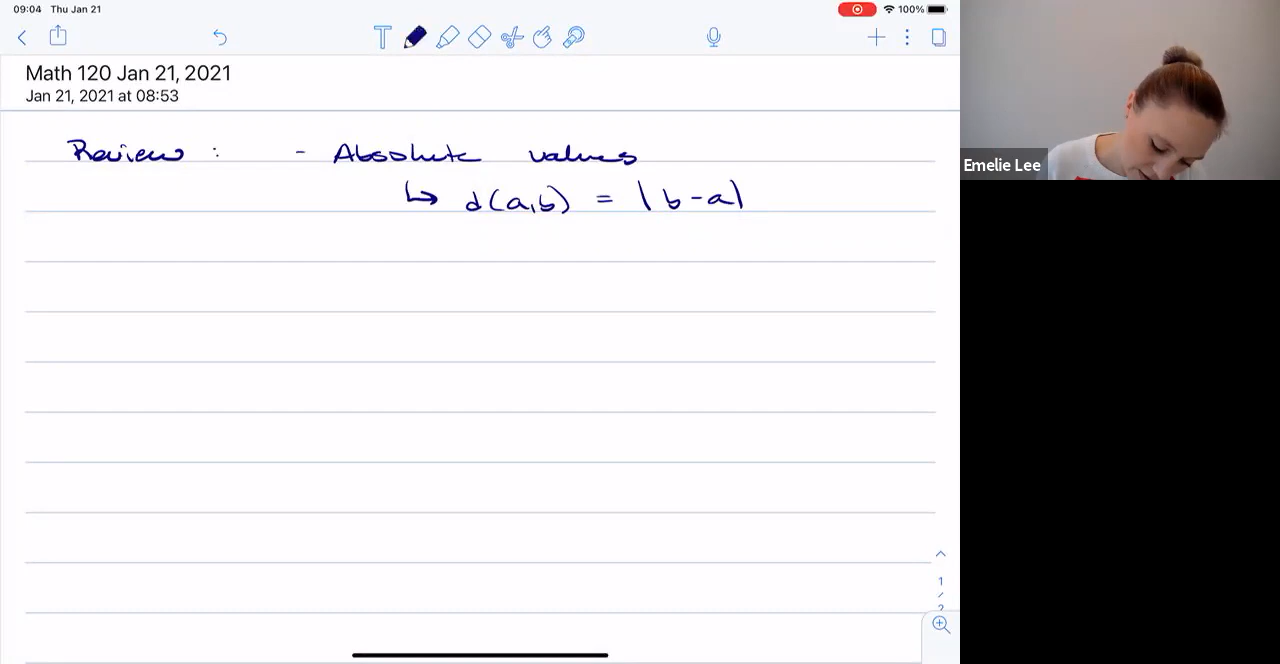 09:04 Thu Jan 21
100%
Math 120 Jan 21, 2021
Jan 21, 2021 at 08:53
Review : - Absolute values
↳ d(a,b) = |b-a|
Emelie Lee
1
/
2